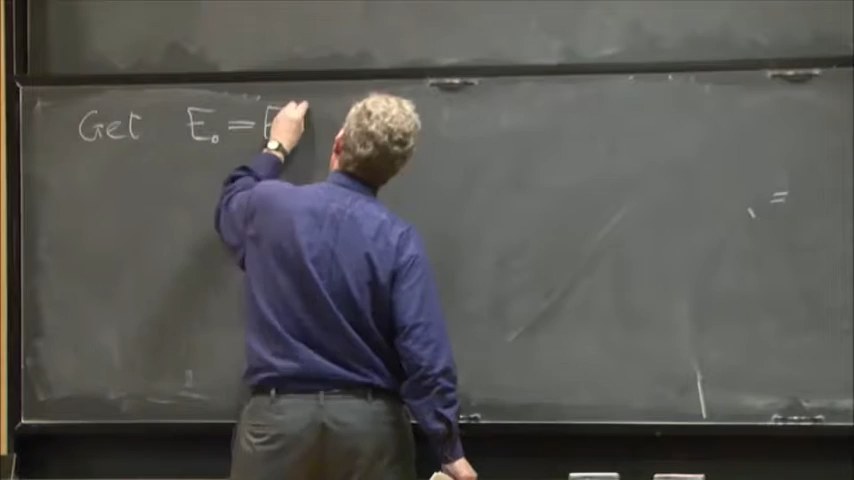 Get E₀ = E
=